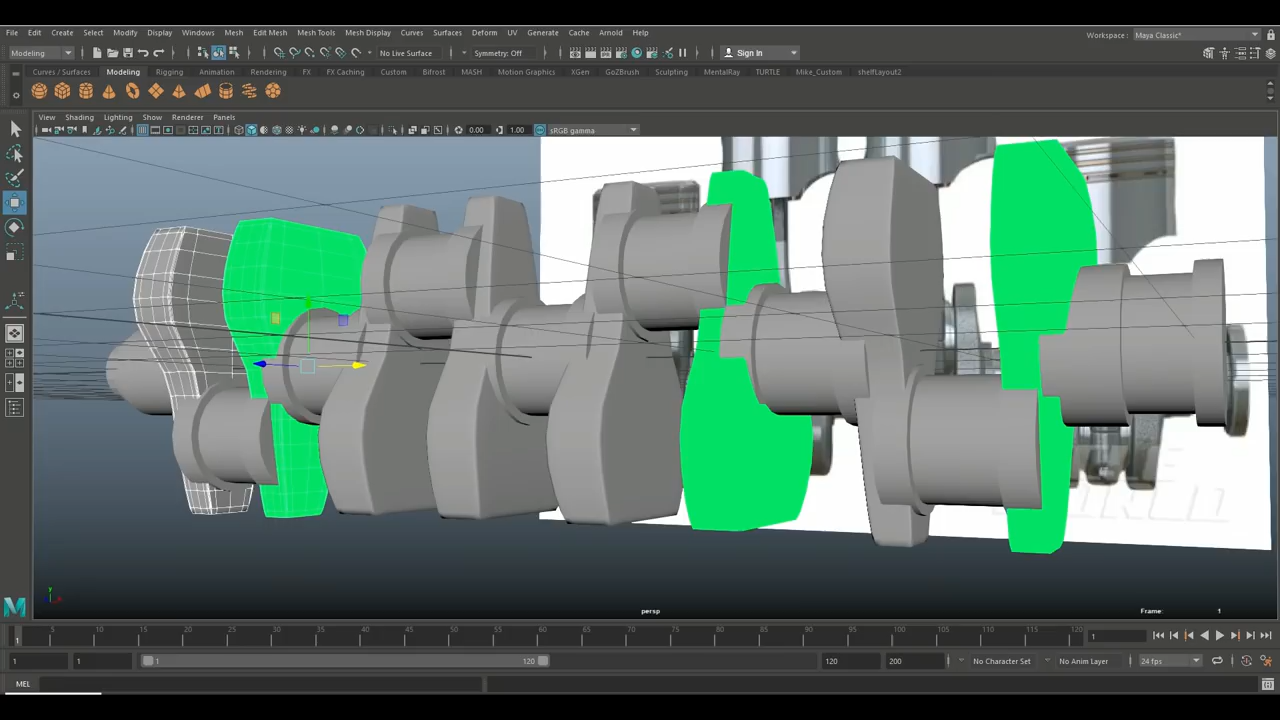 File Edit Create Select Modify Display Windows Mesh Edit Mesh Mesh Tools Mesh Display Curves Surfaces Deform UV Generate Cache Arnold Help
Workspace: Maya Classic*
Modeling
No Live Surface
Symmetry: Off
Sign In
Curves / Surfaces Modeling Rigging Animation Rendering FX FX Caching Custom Bifrost MASH Motion Graphics XGen GoZBrush Sculpting MentalRay TURTLE Mike_Custom shelfLayout2
View Shading Lighting Show Renderer Panels
0.00 1.00 sRGB gamma
y
persp
Frame: 1
5 10 15 20 25 30 35 40 45 50 55 60 65 70 75 80 85 90 95 100 105 110 115 120
1
1
1 1 1 120 120 200 No Character Set No Anim Layer 24 fps
MEL